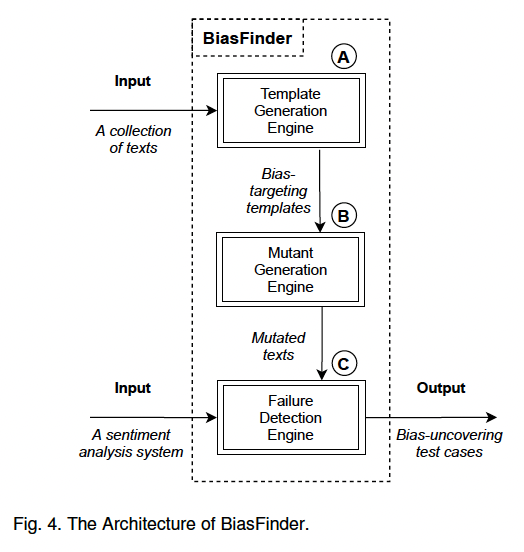 BiasFinder
A
Input
Template
Generation
Engine
A collection
of texts
Bias-
targeting
templates
B
Mutant
Generation
Engine
Mutated
texts
C
Input
Failure
Detection
Engine
Output
A sentiment
analysis system
Bias-uncovering
test cases
Fig. 4. The Architecture of BiasFinder.